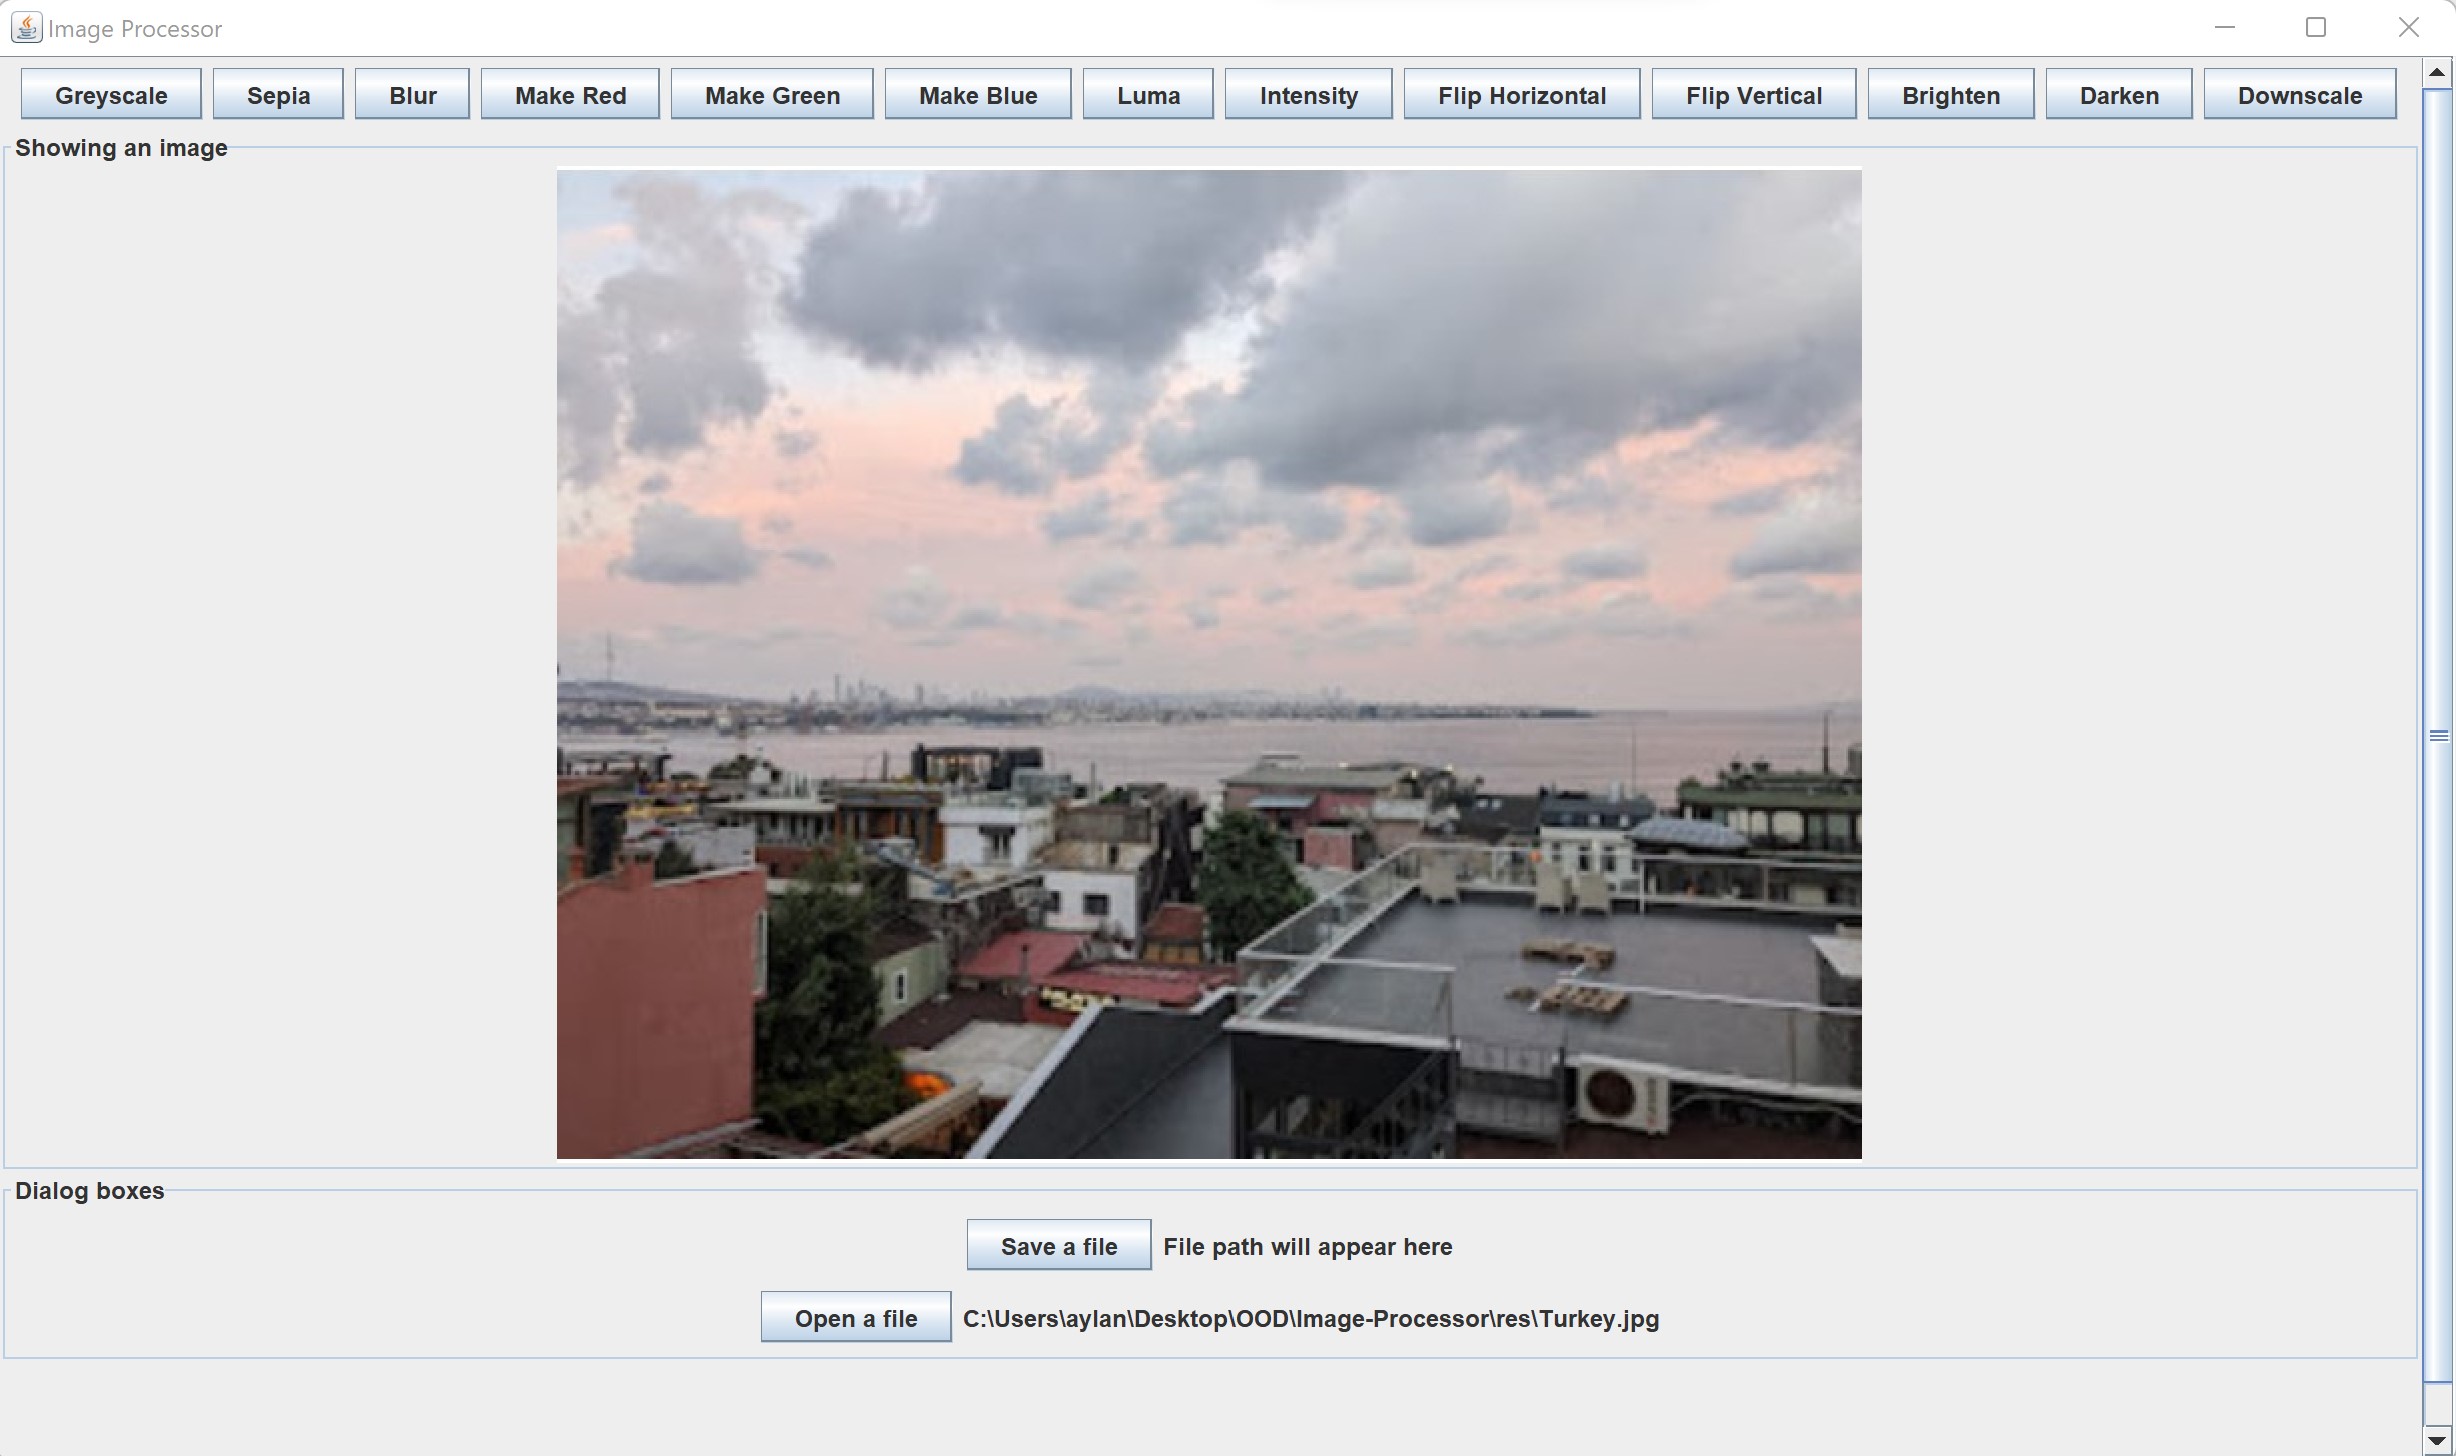 Image Processor
Greyscale Sepia Blur Make Red Make Green Make Blue Luma Intensity Flip Horizontal Flip Vertical Brighten Darken Downscale
Showing an image
Dialog boxes
Save a file File path will appear here
Open a file C:\Users\aylan\Desktop\OOD\Image-Processor\res\Turkey.jpg